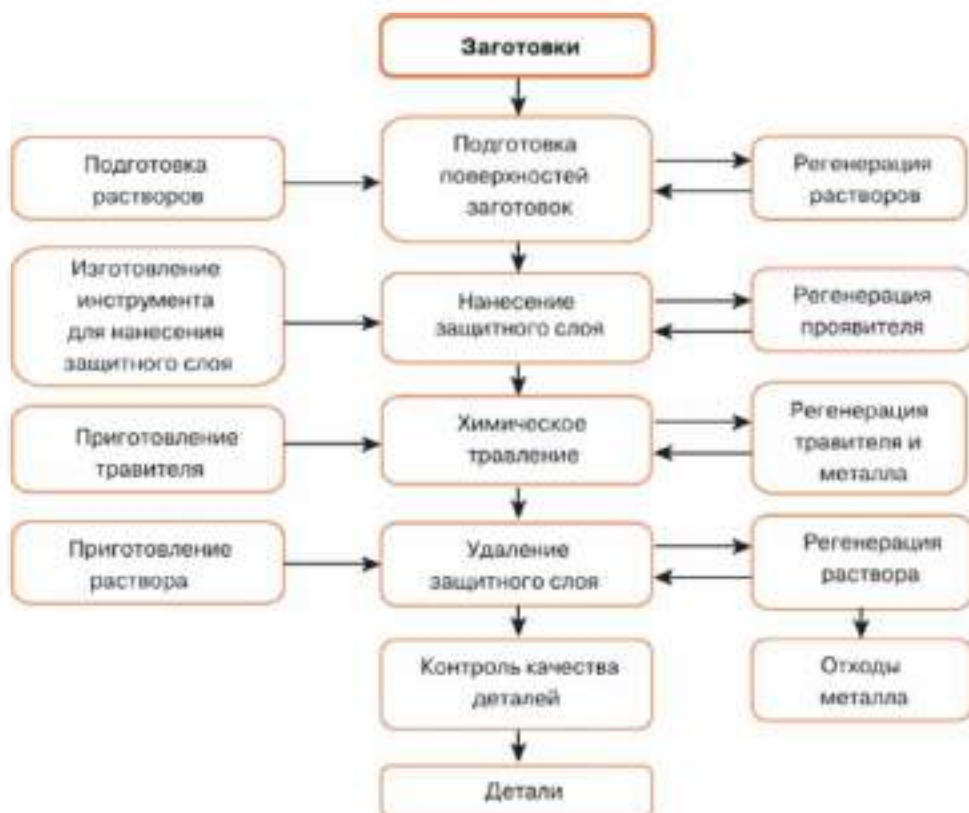 Заготовки
Подготовка
растворов
Подготовка
поверхностей
заготовок
Регенерация
растворов
Изготовление
инструмента
для нанесения
защитного слоя
Нанесение
защитного слоя
Регенерация
проявителя
Приготовление
травителя
Химическое
травление
Регенерация
травителя и
металла
Приготовление
раствора
Удаление
защитного слоя
Регенерация
раствора
Контроль качества
деталей
Отходы
металла
Детали